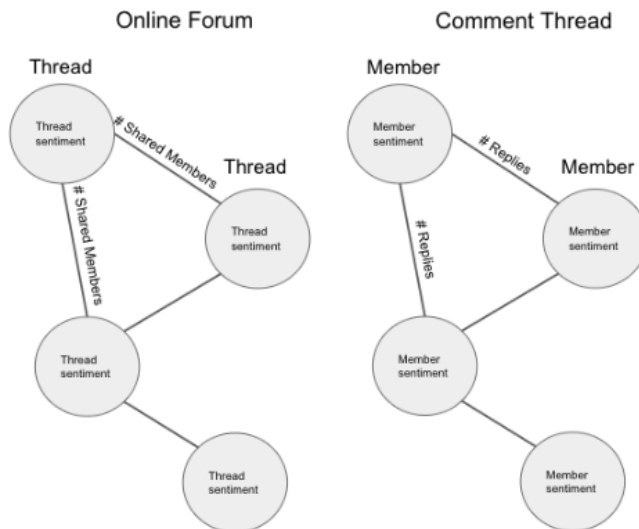 Online Forum
Comment Thread
Thread
Thread
sentiment
# Shared Members
Thread
Thread
sentiment
# Shared Members
Thread
sentiment
Thread
sentiment
Member
Member
sentiment
# Replies
Member
Member
sentiment
# Replies
Member
sentiment
Member
sentiment